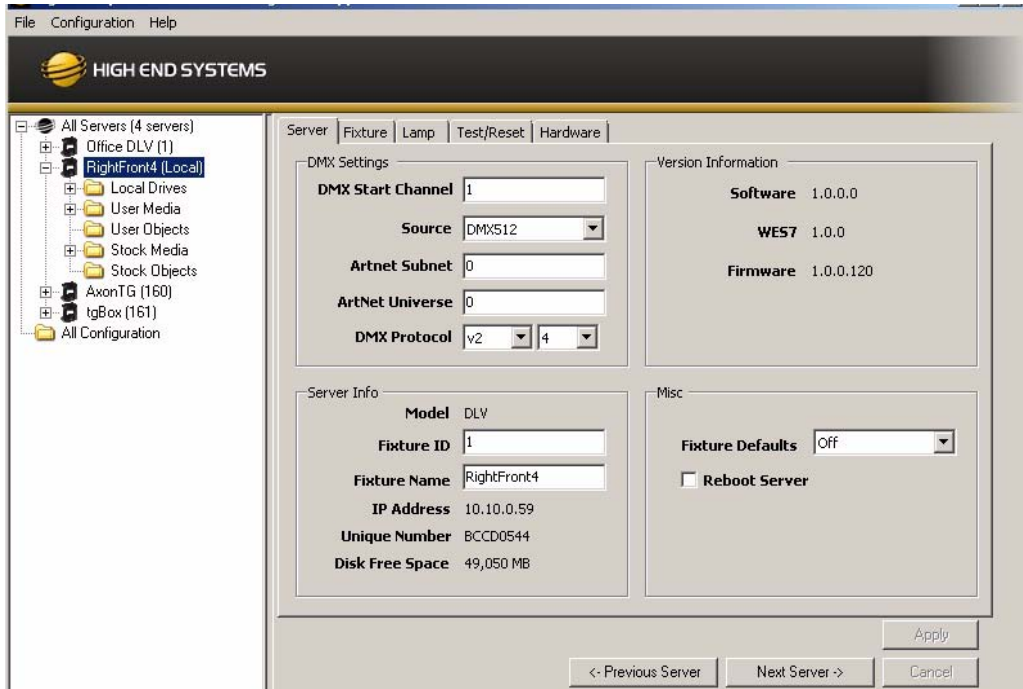 File Configuration Help
HIGH END SYSTEMS
All Servers (4 servers)
Office DLV (1)
RightFront4 (Local)
Local Drives
User Media
User Objects
Stock Media
Stock Objects
AxonTG (160)
tgBox (161)
All Configuration
Server Fixture Lamp Test/Reset Hardware
DMX Settings
DMX Start Channel 1
Source DMX512
Artnet Subnet 0
ArtNet Universe 0
DMX Protocol v2 4
Version Information
Software 1.0.0.0
WES7 1.0.0
Firmware 1.0.0.120
Server Info
Model DLV
Fixture ID 1
Fixture Name RightFront4
IP Address 10.10.0.59
Unique Number BCCD0544
Disk Free Space 49,050 MB
Misc
Fixture Defaults Off
Reboot Server
Apply
<- Previous Server Next Server -> Cancel